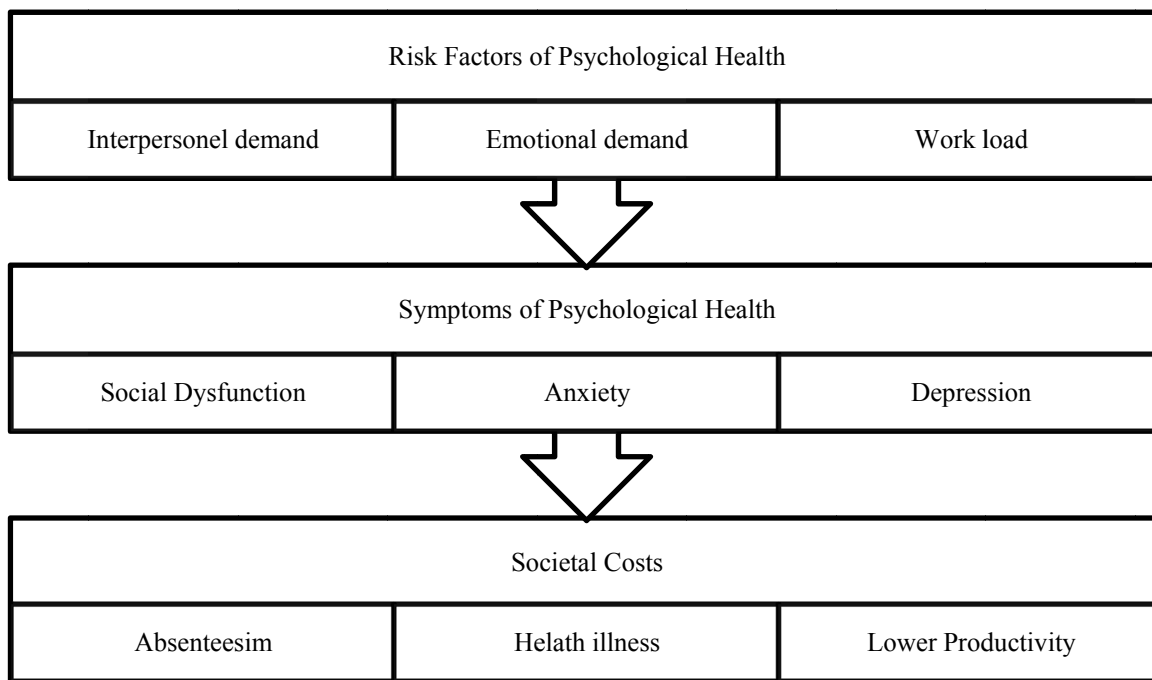 Risk Factors of Psychological Health
Interpersonel demand
Emotional demand
Work load
Symptoms of Psychological Health
Social Dysfunction
Anxiety
Depression
Societal Costs
Absenteesim
Helath illness
Lower Productivity